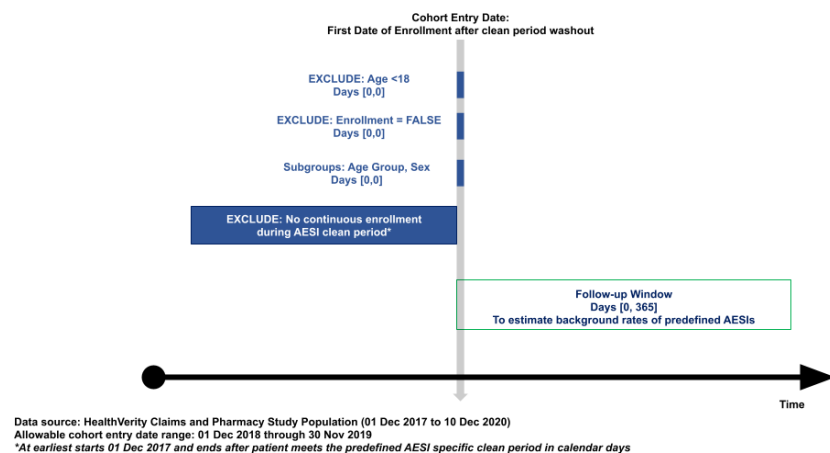 Cohort Entry Date:
First Date of Enrollment after clean period washout
EXCLUDE: Age <18
Days [0,0]
EXCLUDE: Enrollment = FALSE
Days [0,0]
Subgroups: Age Group, Sex
Days [0,0]
EXCLUDE: No continuous enrollment
during AESI clean period*
Follow-up Window
Days [0, 365]
To estimate background rates of predefined AESIs
Time
Data source: HealthVerity Claims and Pharmacy Study Population (01 Dec 2017 to 10 Dec 2020)
Allowable cohort entry date range: 01 Dec 2018 through 30 Nov 2019
*At earliest starts 01 Dec 2017 and ends after patient meets the predefined AESI specific clean period in calendar days